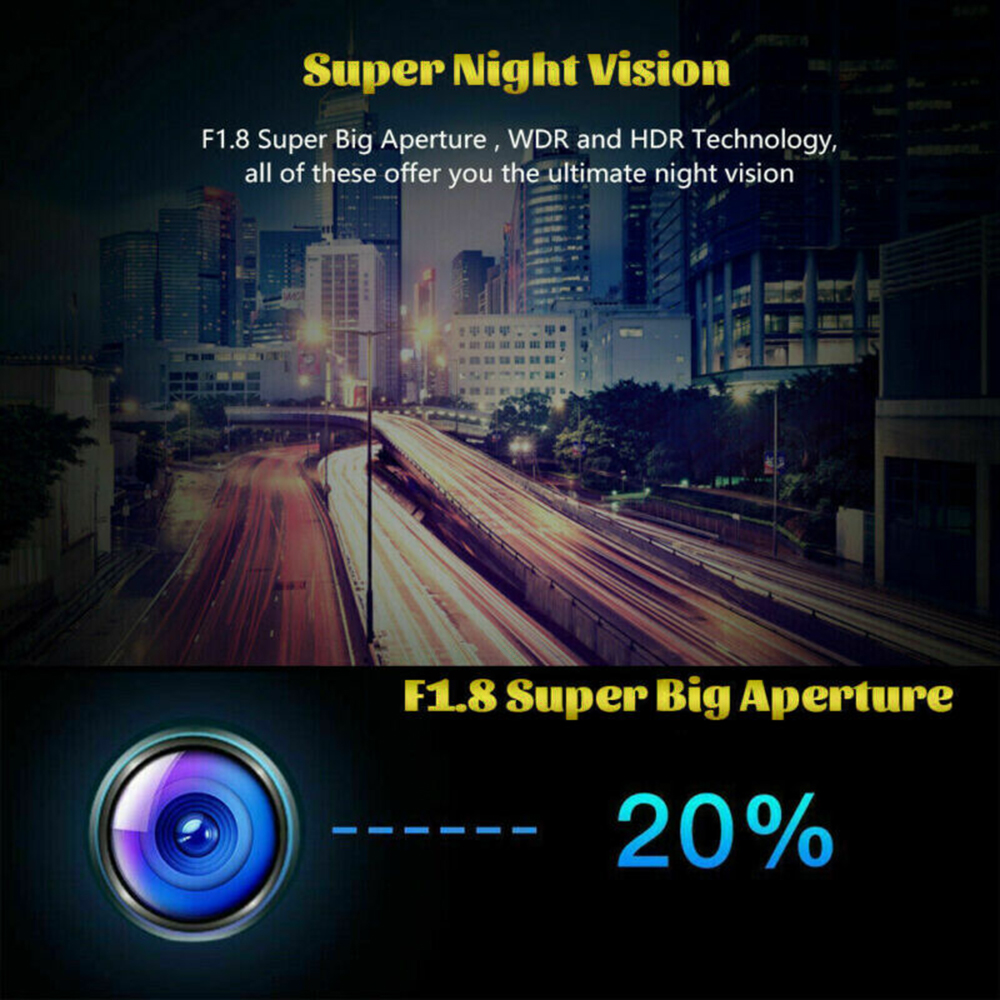 Super Night Vision
F1.8 Super Big Aperture , WDR and HDR Technology,
all of these offer you the ultimate night vision
F1.8 Super Big Aperture
20%